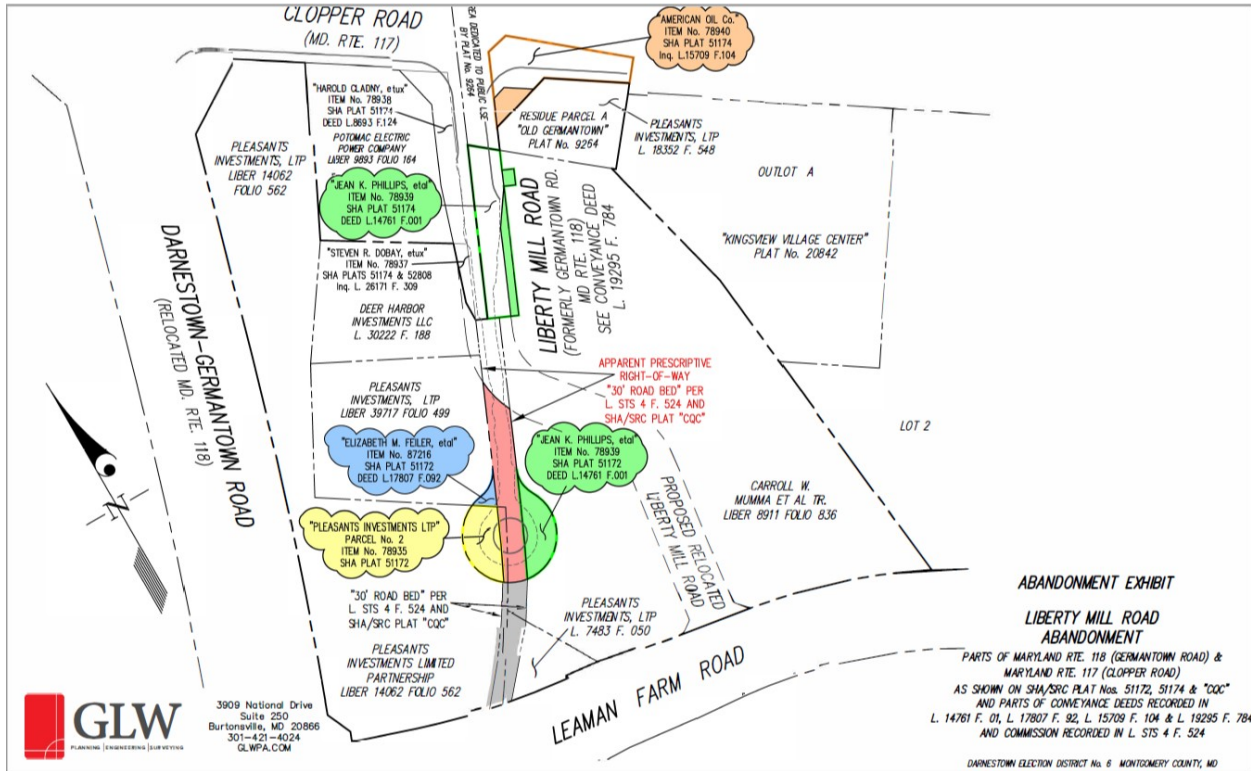 CLOPPER ROAD
(MD. RTE. 117)
REA DEDICATED TO PUBLIC USE
BY PLAT No. 9264
"AMERICAN OIL Co."
ITEM No. 78940
SHA PLAT 51174
Inq. L.15709 F.104
"HAROLD CLADNY, etux"
ITEM No. 78938
SHA PLAT 51174
DEED L.8693 F.124
POTOMAC ELECTRIC
POWER COMPANY
LIBER 9893 FOLIO 164
PLEASANTS
INVESTMENTS, LTP
LIBER 14062
FOLIO 562
RESIDUE PARCEL A
"OLD GERMANTOWN"
PLAT No. 9264
PLEASANTS
INVESTMENTS, LTP
L. 18352 F. 548
OUTLOT A
"JEAN K. PHILLIPS, etal"
ITEM No. 78939
SHA PLAT 51174
DEED L.14761 F.001
"KINGSVIEW VILLAGE CENTER"
PLAT No. 20842
LIBERTY MILL ROAD
(FORMERLY GERMANTOWN RD.
MD RTE. 118)
SEE CONVEYANCE DEED
L. 19295 F. 784
"STEVEN R. DOBAY, etux"
ITEM No. 78937
SHA PLATS 51174 & 52808
Inq. L. 26171 F. 309
DEER HARBOR
INVESTMENTS LLC
L. 30222 F. 188
DARNESTOWN-GERMANTOWN ROAD
(RELOCATED MD. RTE. 118)
APPARENT PRESCRIPTIVE
RIGHT-OF-WAY
"30' ROAD BED" PER
L. STS 4 F. 524 AND
SHA/SRC PLAT "CQC"
PLEASANTS
INVESTMENTS, LTP
LIBER 39717 FOLIO 499
LOT 2
"ELIZABETH M. FEILER, etal"
ITEM No. 87216
SHA PLAT 51172
DEED L.17807 F.092
"JEAN K. PHILLIPS, etal"
ITEM No. 78939
SHA PLAT 51172
DEED L.14761 F.001
N
PROPOSED RELOCATED
LIBERTY MILL ROAD
CARROLL W.
MUMMA ET AL TR.
LIBER 8911 FOLIO 836
"PLEASANTS INVESTMENTS LTP"
PARCEL No. 2
ITEM No. 78935
SHA PLAT 51172
"30' ROAD BED" PER
L. STS 4 F. 524 AND
SHA/SRC PLAT "CQC"
PLEASANTS
INVESTMENTS, LTP
L. 7483 F. 050
PLEASANTS
INVESTMENTS LIMITED
PARTNERSHIP
LIBER 14062 FOLIO 562
LEAMAN FARM ROAD
ABANDONMENT EXHIBIT
LIBERTY MILL ROAD
ABANDONMENT
PARTS OF MARYLAND RTE. 118 (GERMANTOWN ROAD) &
MARYLAND RTE. 117 (CLOPPER ROAD)
AS SHOWN ON SHA/SRC PLAT Nos. 51172, 51174 & "CQC"
AND PARTS OF CONVEYANCE DEEDS RECORDED IN
L. 14761 F. 01, L. 17807 F. 92, L. 15709 F. 104 & L. 19295 F. 784
AND COMMISSION RECORDED IN L. STS 4 F. 524
DARNESTOWN ELECTION DISTRICT No. 6 MONTGOMERY COUNTY, MD
GLW
PLANNING | ENGINEERING | SURVEYING
3909 National Drive
Suite 250
Burtonsville, MD 20866
301-421-4024
GLWPA.COM